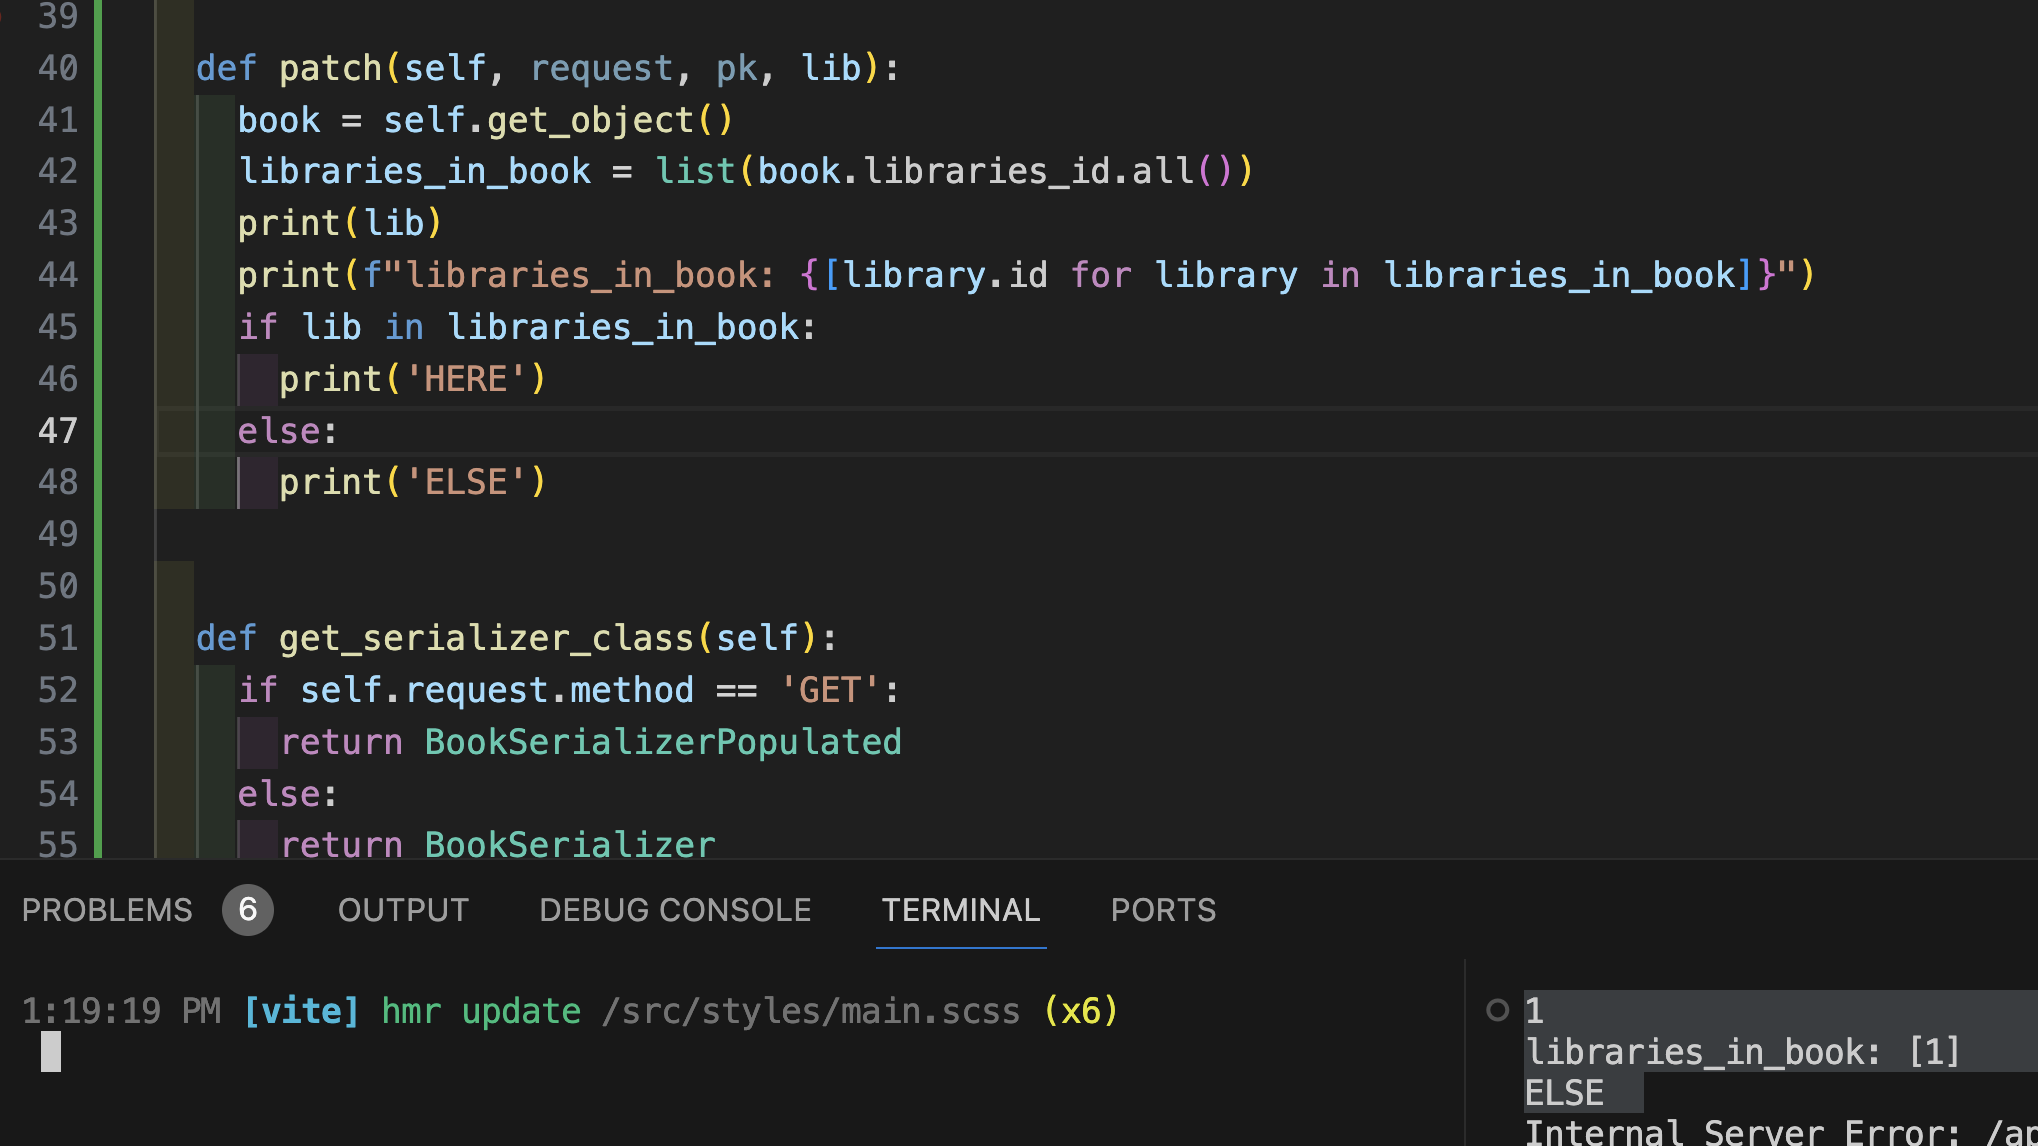 39
40 def patch(self, request, pk, lib):
41 book = self.get_object()
42 libraries_in_book = list(book.libraries_id.all())
43 print(lib)
44 print(f"libraries_in_book: {[library.id for library in libraries_in_book]}")
45 if lib in libraries_in_book:
46 print('HERE')
47 else:
48 print('ELSE')
49
50
51 def get_serializer_class(self):
52 if self.request.method == 'GET':
53 return BookSerializerPopulated
54 else:
55 return BookSerializer
PROBLEMS 6 OUTPUT DEBUG CONSOLE TERMINAL PORTS
1:19:19 PM [vite] hmr update /src/styles/main.scss (x6)
1
libraries_in_book: [1]
ELSE
Internal Server Error: